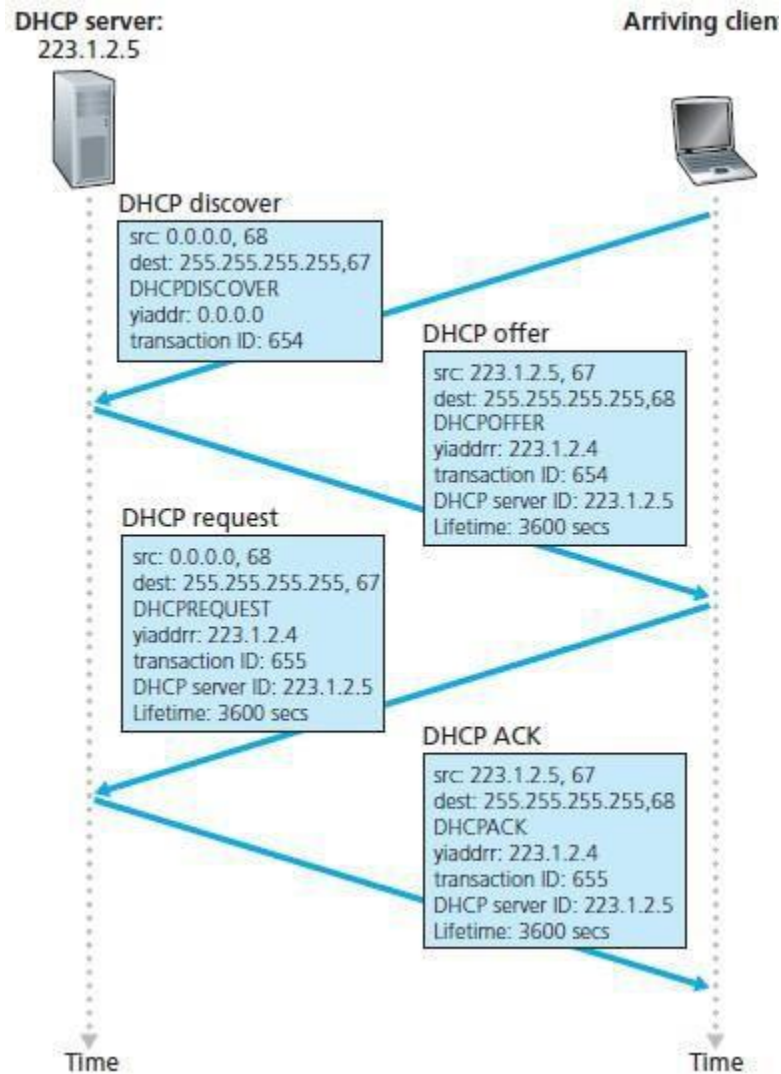 DHCP server:
223.1.2.5
Arriving clien
DHCP discover
src: 0.0.0.0, 68
dest: 255.255.255.255,67
DHCPDISCOVER
yiaddr: 0.0.0.0
transaction ID: 654
DHCP offer
src: 223.1.2.5, 67
dest: 255.255.255.255,68
DHCPOFFER
yiaddrr: 223.1.2.4
transaction ID: 654
DHCP server ID: 223.1.2.5
Lifetime: 3600 secs
DHCP request
src: 0.0.0.0, 68
dest: 255.255.255.255, 67
DHCPREQUEST
yiaddrr: 223.1.2.4
transaction ID: 655
DHCP server ID: 223.1.2.5
Lifetime: 3600 secs
DHCP ACK
src: 223.1.2.5, 67
dest: 255.255.255.255,68
DHCPACK
yiaddrr: 223.1.2.4
transaction ID: 655
DHCP server ID: 223.1.2.5
Lifetime: 3600 secs
Time
Time